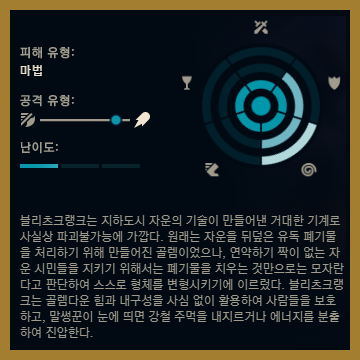 피해 유형:
마법
공격 유형:
난이도:
블리츠크랭크는 지하도시 자운의 기술이 만들어낸 거대한 기계로
사실상 파괴불가능에 가깝다. 원래는 자운을 뒤덮은 유독 폐기물
을 처리하기 위해 만들어진 골렘이었으나, 연약하기 짝이 없는 자
운 시민들을 지키기 위해서는 폐기물을 치우는 것만으로는 모자란
다고 판단하여 스스로 형체를 변형시키기에 이르렀다. 블리츠크랭
크는 골렘다운 힘과 내구성을 사심 없이 활용하여 사람들을 보호
하고, 말썽꾼이 눈에 띄면 강철 주먹을 내지르거나 에너지를 분출
하여 진압한다.